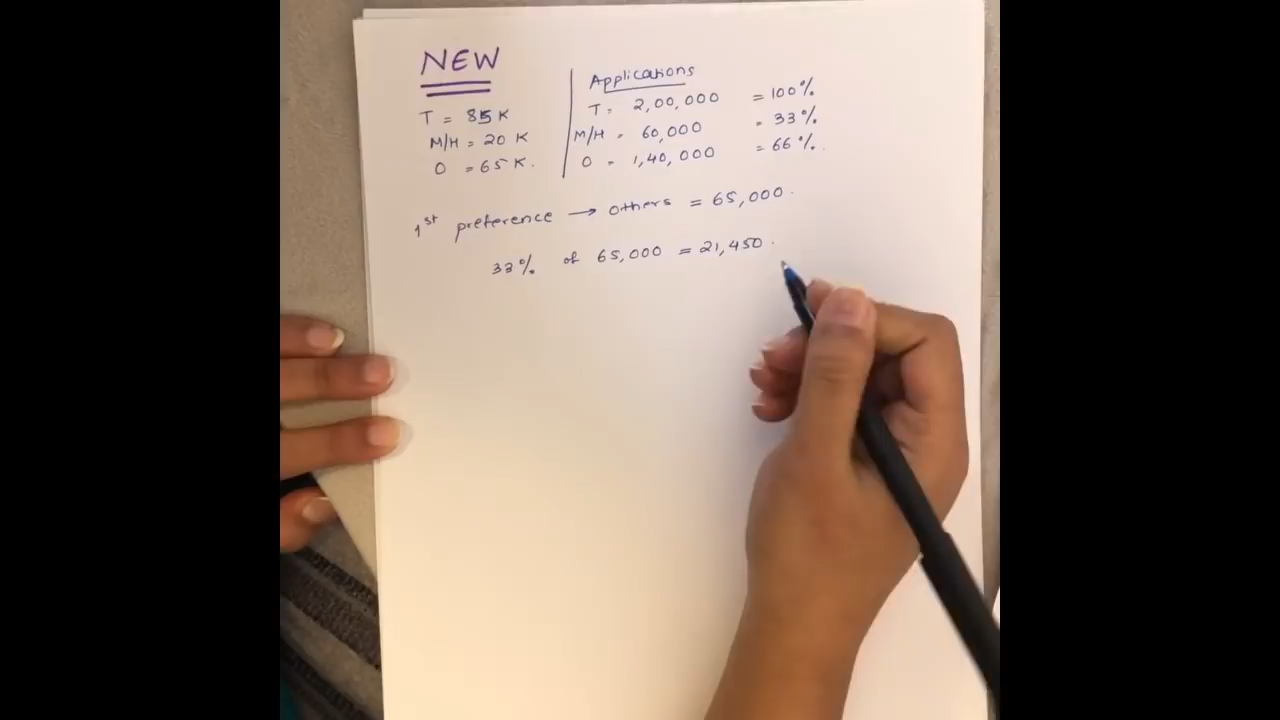 NEW
T = 85 K
M/H = 20 K
O = 65 K.
Applications
T = 2,00,000 = 100%
M/H = 60,000 = 33%
O = 1,40,000 = 66%.
1st preference → others = 65,000.
33% of 65,000 = 21,450.